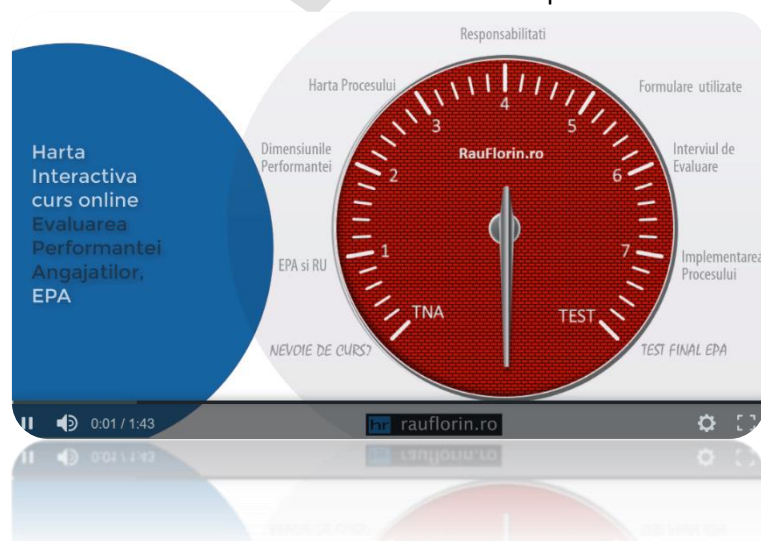 Harta
Interactiva
curs online
Evaluarea
Performantei
Angajatilor,
EPA
Responsabilitati
Harta Procesului
Formulare utilizate
Dimensiunile
Performantei
Interviul de
Evaluare
EPA si RU
Implementarea
Procesului
NEVOIE DE CURS?
TEST FINAL EPA
RauFlorin.ro
TNA
1
2
3
4
5
6
7
TEST
0:01 / 1:43
hr rauflorin.ro